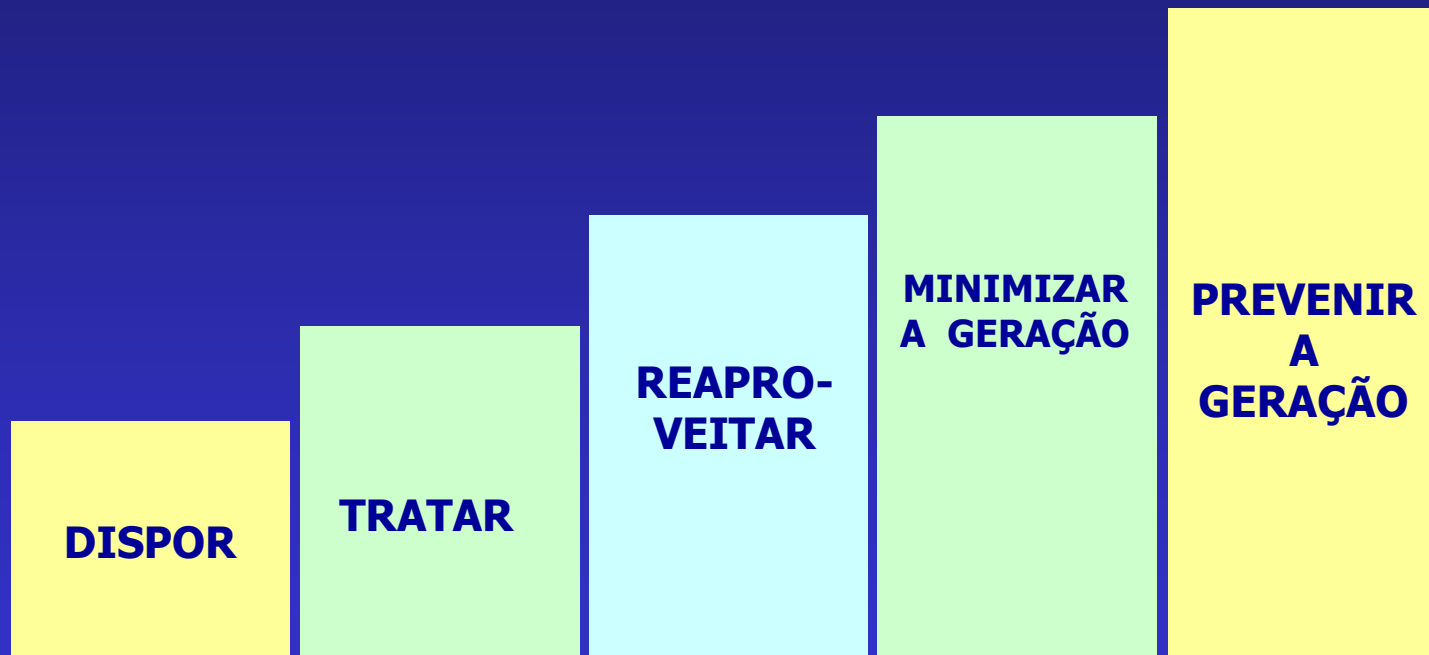 DISPOR
TRATAR
REAPRO-
VEITAR
MINIMIZAR
A GERAÇÃO
PREVENIR
A
GERAÇÃO